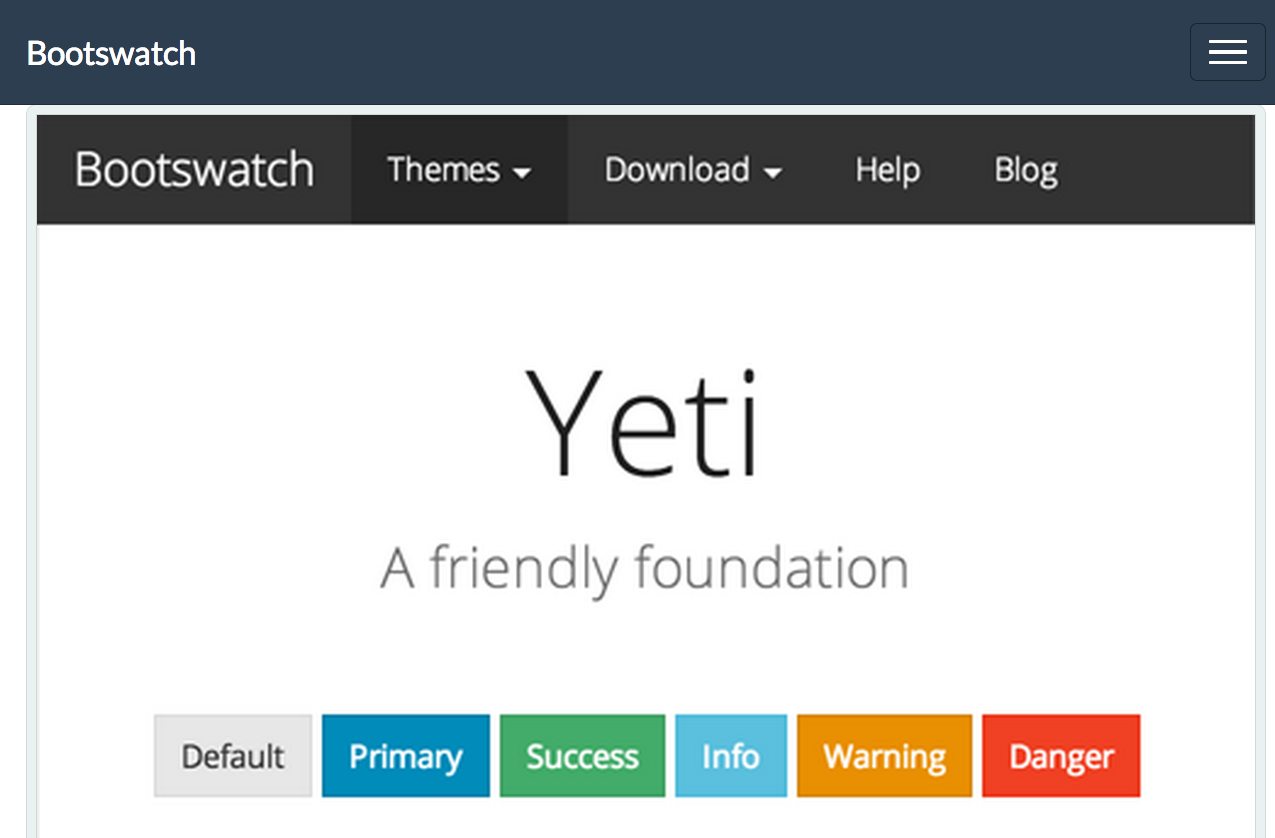 Bootswatch
Bootswatch Themes Download Help Blog
Yeti
A friendly foundation
Default Primary Success Info Warning Danger